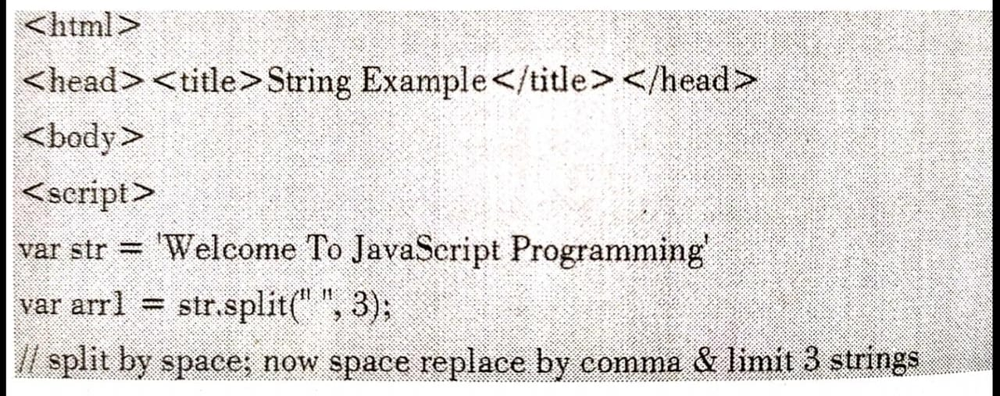 <html>
<head><title>String Example</title></head>
<body>
<script>
var str = 'Welcome To JavaScript Programming'
var arr1 = str.split(" ", 3);
// split by space; now space replace by comma & limit 3 strings